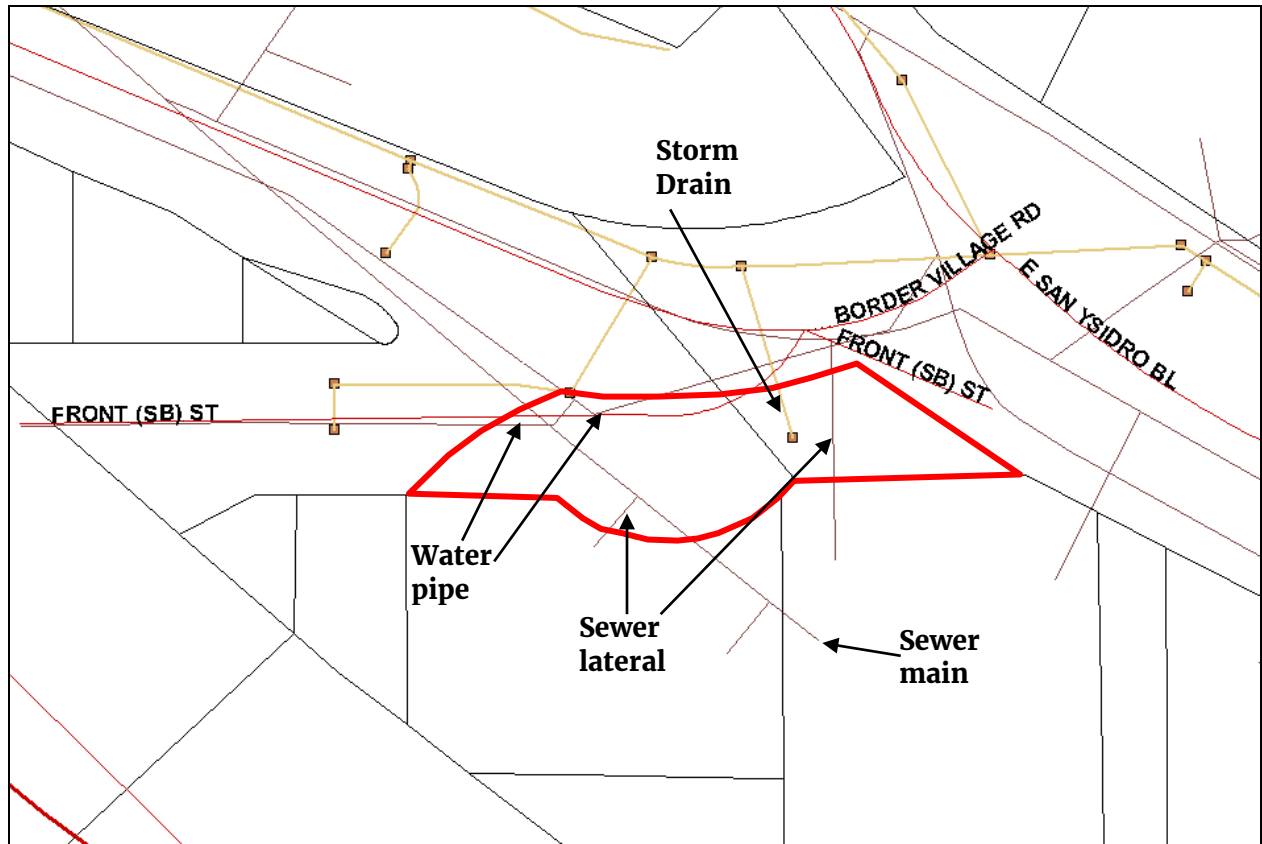 Storm
Drain
BORDER VILLAGE RD
E SAN YSIDRO BL
FRONT (SB) ST
FRONT (SB) ST
Water
pipe
Sewer
lateral
Sewer
main